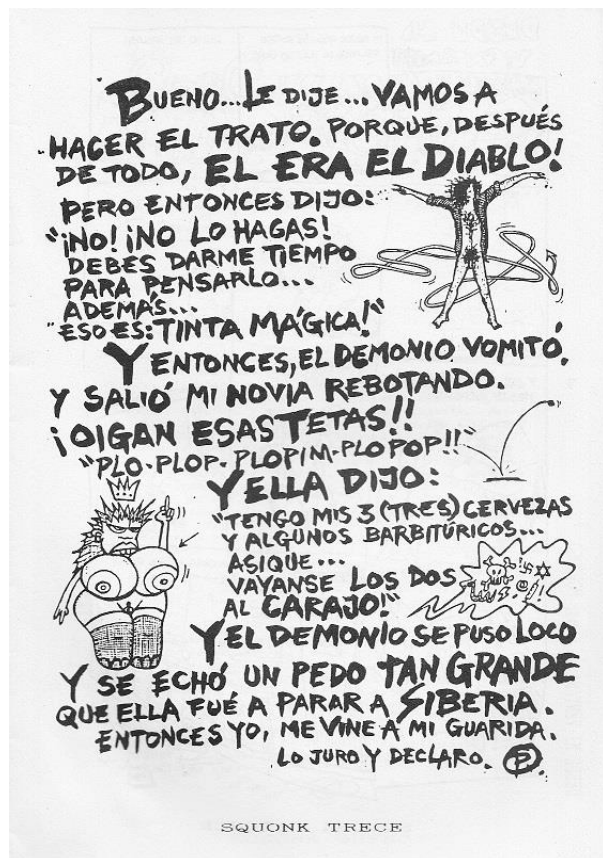 BUENO... LE DIJE... VAMOS A
HACER EL TRATO. PORQUE, DESPUÉS
DE TODO, EL ERA EL DIABLO!
PERO ENTONCES DIJO:
"¡NO! ¡NO LO HAGAS!
DEBES DARME TIEMPO
PARA PENSARLO...
ADEMÁS...
"ESO ES: TINTA MÁGICA!"
Y ENTONCES, EL DEMONIO VOMITÓ.
Y SALIÓ MI NOVIA REBOTANDO.
¡OIGAN ESAS TETAS!!
"PLO-PLOP-PLOPIM-PLOPOP!!"
Y ELLA DIJO:
"TENGO MIS 3 (TRES) CERVEZAS
Y ALGUNOS BARBITÚRICOS...
ASIQUE...
VAYANSE LOS DOS
AL CARAJO!"
Y EL DEMONIO SE PUSO LOCO
Y SE ECHÓ UN PEDO TAN GRANDE
QUE ELLA FUÉ A PARAR A SIBERIA.
ENTONCES YO, ME VINE A MI GUARIDA.
LO JURO Y DECLARO. P.
SQUONK TRECE